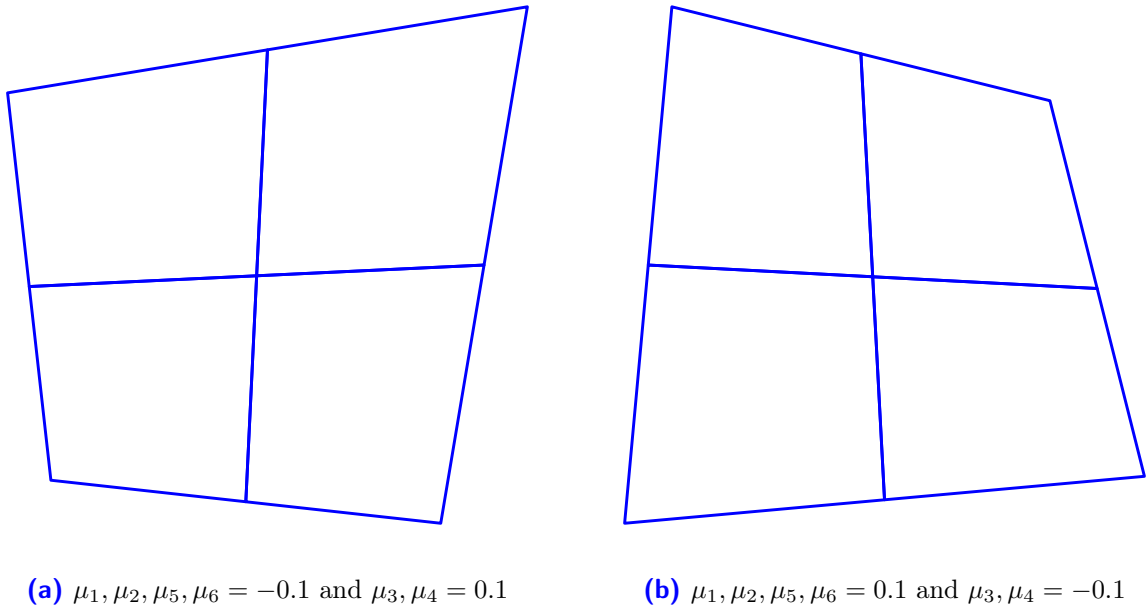 (a) μ₁, μ₂, μ₅, μ₆ = −0.1 and μ₃, μ₄ = 0.1
(b) μ₁, μ₂, μ₅, μ₆ = 0.1 and μ₃, μ₄ = −0.1